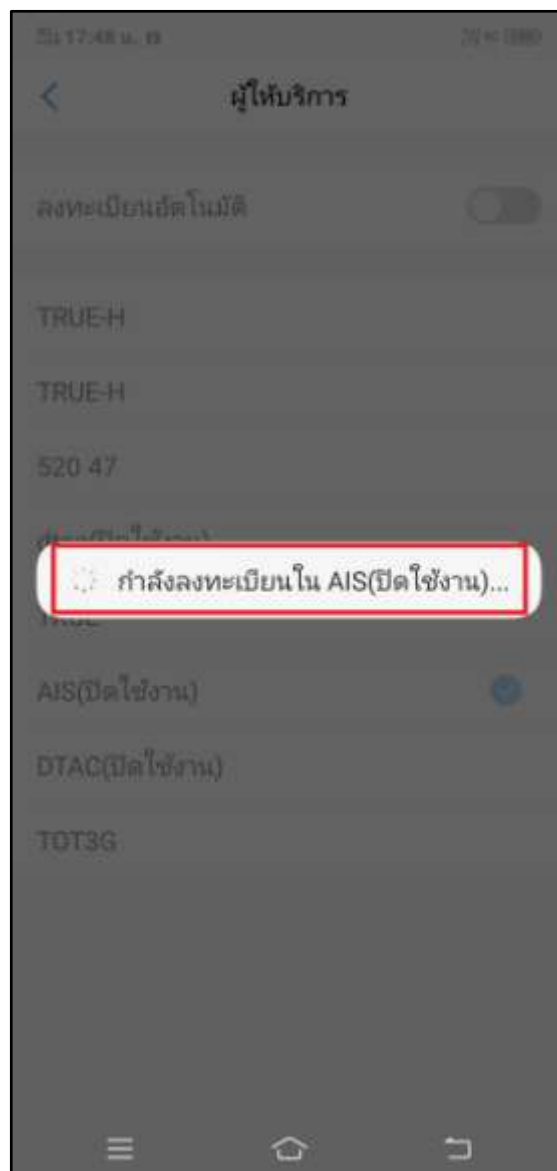 ผู้ให้บริการ
ลงทะเบียนอัตโนมัติ
TRUE-H
TRUE-H
520 47
กำลังลงทะเบียนใน AIS(ปิดใช้งาน)...
TRUE
AIS(ปิดใช้งาน)
DTAC(ปิดใช้งาน)
TOT3G